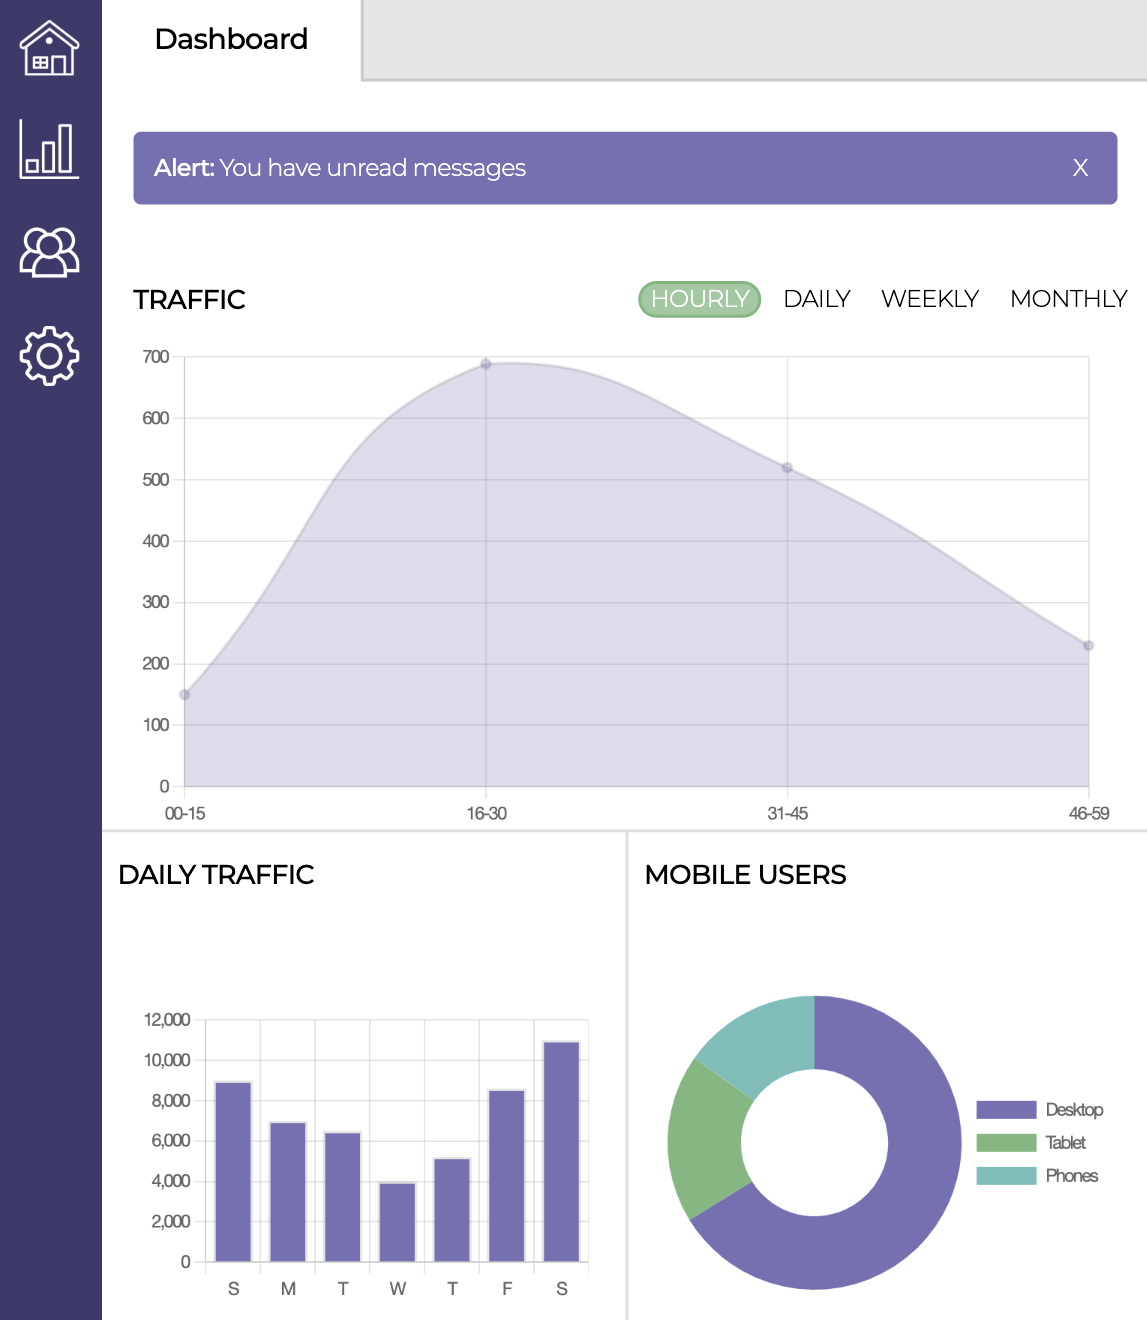 Dashboard
Alert: You have unread messages X
TRAFFIC HOURLY DAILY WEEKLY MONTHLY
700
600
500
400
300
200
100
0
00-15 16-30 31-45 46-59
DAILY TRAFFIC
12,000
10,000
8,000
6,000
4,000
2,000
0
S M T W T F S
MOBILE USERS
Desktop
Tablet
Phones